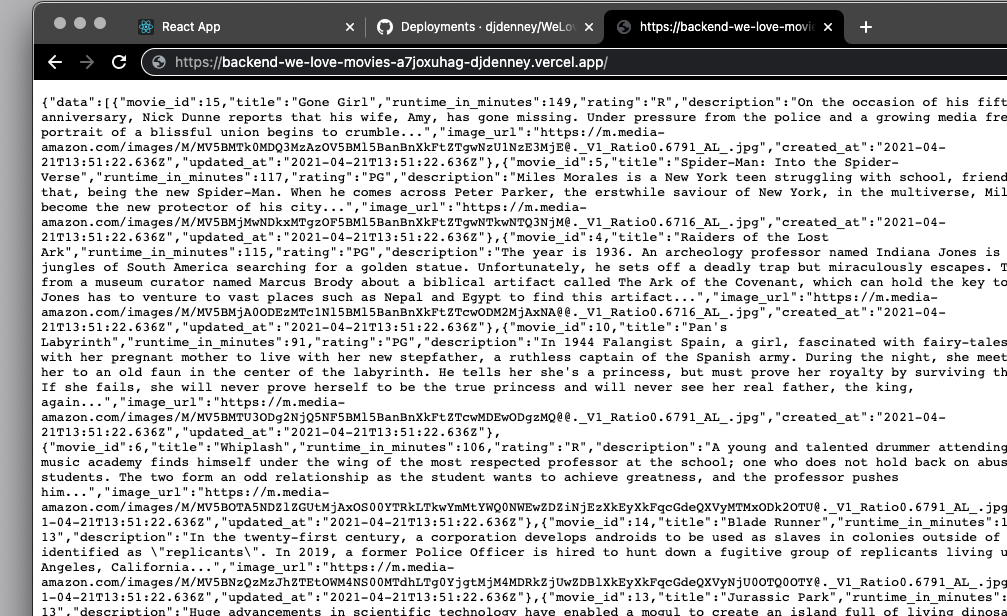 React App
Deployments · djdenney/WeLo
https://backend-we-love-movi
https://backend-we-love-movies-a7joxuhag-djdenney.vercel.app/
{"data":[{"movie_id":15,"title":"Gone Girl","runtime_in_minutes":149,"rating":"R","description":"On the occasion of his fift
anniversary, Nick Dunne reports that his wife, Amy, has gone missing. Under pressure from the police and a growing media fre
portrait of a blissful union begins to crumble...","image_url":"https://m.media-
amazon.com/images/M/MV5BMTk0MDQ3MzAzOV5BMl5BanBnXkFtZTgwNzU1NzE3MjE@._V1_Ratio0.6791_AL_.jpg","created_at":"2021-04-
21T13:51:22.636Z","updated_at":"2021-04-21T13:51:22.636Z"},{"movie_id":5,"title":"Spider-Man: Into the Spider-
Verse","runtime_in_minutes":117,"rating":"PG","description":"Miles Morales is a New York teen struggling with school, friend
that, being the new Spider-Man. When he comes across Peter Parker, the erstwhile saviour of New York, in the multiverse, Mil
become the new protector of his city...","image_url":"https://m.media-
amazon.com/images/M/MV5BMjMwNDkxMTgzOF5BMl5BanBnXkFtZTgwNTkwNTQ3NjM@._V1_Ratio0.6716_AL_.jpg","created_at":"2021-04-
21T13:51:22.636Z","updated_at":"2021-04-21T13:51:22.636Z"},{"movie_id":4,"title":"Raiders of the Lost
Ark","runtime_in_minutes":115,"rating":"PG","description":"The year is 1936. An archeology professor named Indiana Jones is
jungles of South America searching for a golden statue. Unfortunately, he sets off a deadly trap but miraculously escapes. T
from a museum curator named Marcus Brody about a biblical artifact called The Ark of the Covenant, which can hold the key to
Jones has to venture to vast places such as Nepal and Egypt to find this artifact...","image_url":"https://m.media-
amazon.com/images/M/MV5BMjA0ODEzMTc1Nl5BMl5BanBnXkFtZTcwODM2MjAxNA@@._V1_Ratio0.6716_AL_.jpg","created_at":"2021-04-
21T13:51:22.636Z","updated_at":"2021-04-21T13:51:22.636Z"},{"movie_id":10,"title":"Pan's
Labyrinth","runtime_in_minutes":91,"rating":"PG","description":"In 1944 Falangist Spain, a girl, fascinated with fairy-tales
with her pregnant mother to live with her new stepfather, a ruthless captain of the Spanish army. During the night, she meet
her to an old faun in the center of the labyrinth. He tells her she's a princess, but must prove her royalty by surviving th
If she fails, she will never prove herself to be the true princess and will never see her real father, the king,
again...","image_url":"https://m.media-
amazon.com/images/M/MV5BMTU3ODg2NjQ5NF5BMl5BanBnXkFtZTcwMDEwODgzMQ@@._V1_Ratio0.6791_AL_.jpg","created_at":"2021-04-
21T13:51:22.636Z","updated_at":"2021-04-21T13:51:22.636Z"},
{"movie_id":6,"title":"Whiplash","runtime_in_minutes":106,"rating":"R","description":"A young and talented drummer attending
music academy finds himself under the wing of the most respected professor at the school; one who does not hold back on abus
students. The two form an odd relationship as the student wants to achieve greatness, and the professor pushes
him...","image_url":"https://m.media-
amazon.com/images/M/MV5BOTA5NDZlZGUtMjAxOS00YTRkLTkwYmMtYWQ0NWEwZDZiNjEzXkEyXkFqcGdeQXVyMTMxODk2OTU@._V1_Ratio0.6791_AL_.jpg
1-04-21T13:51:22.636Z","updated_at":"2021-04-21T13:51:22.636Z"},{"movie_id":14,"title":"Blade Runner","runtime_in_minutes":1
13","description":"In the twenty-first century, a corporation develops androids to be used as slaves in colonies outside of
identified as \"replicants\". In 2019, a former Police Officer is hired to hunt down a fugitive group of replicants living u
Angeles, California...","image_url":"https://m.media-
amazon.com/images/M/MV5BNzQzMzJhZTEtOWM4NS00MTdhLTg0YjgtMjM4MDRkZjUwZDBlXkEyXkFqcGdeQXVyNjU0OTQ0OTY@._V1_Ratio0.6791_AL_.jpg
1-04-21T13:51:22.636Z","updated_at":"2021-04-21T13:51:22.636Z"},{"movie_id":13,"title":"Jurassic Park","runtime_in_minutes":
13","description":"Huge advancements in scientific technology have enabled a mogul to create an island full of living dino